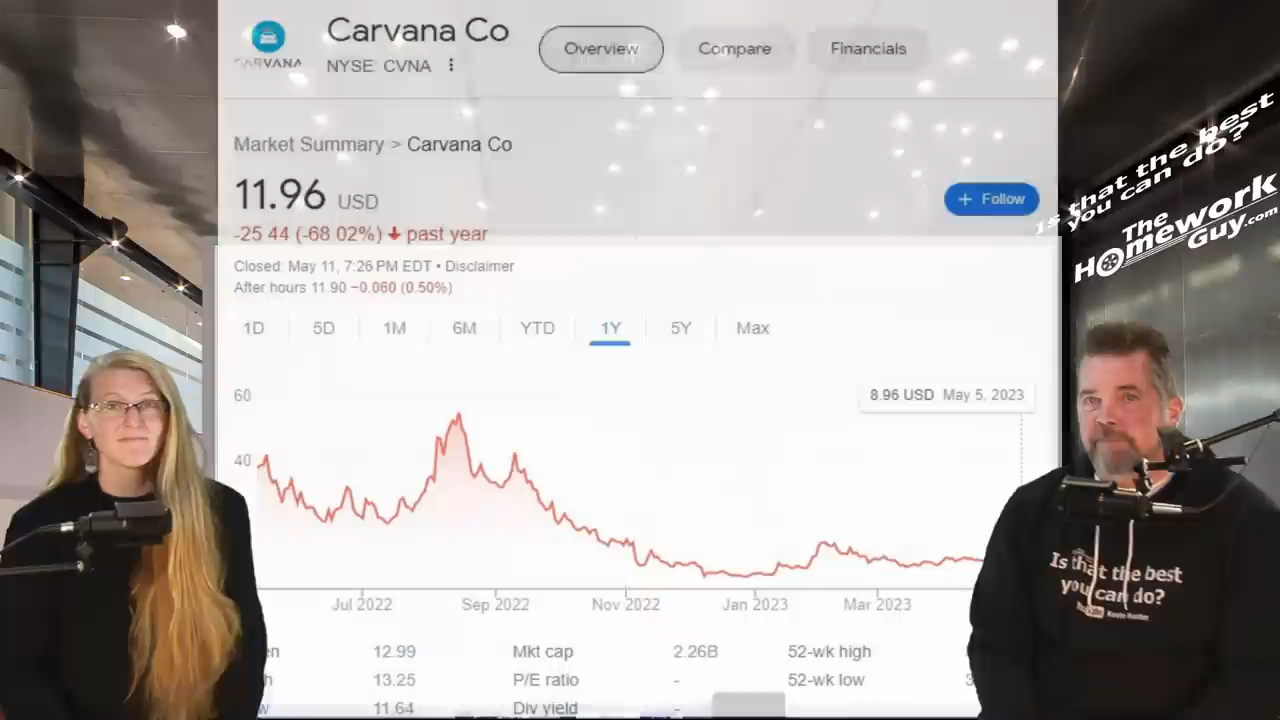 Carvana Co
CARVANA
NYSE: CVNA
Overview
Compare
Financials
Market Summary > Carvana Co
11.96 USD
+ Follow
-25.44 (-68.02%) past year
Closed: May 11, 7:26 PM EDT • Disclaimer
After hours 11.90 −0.060 (0.50%)
1D 5D 1M 6M YTD 1Y 5Y Max
60
8.96 USD May 5, 2023
40
Jul 2022 Sep 2022 Nov 2022 Jan 2023 Mar 2023
12.99 Mkt cap 2.26B 52-wk high
13.25 P/E ratio - 52-wk low
11.64 Div yield -
Is that the best
you can do?
The
Homework
Guy.com
Is that the best
you can do?